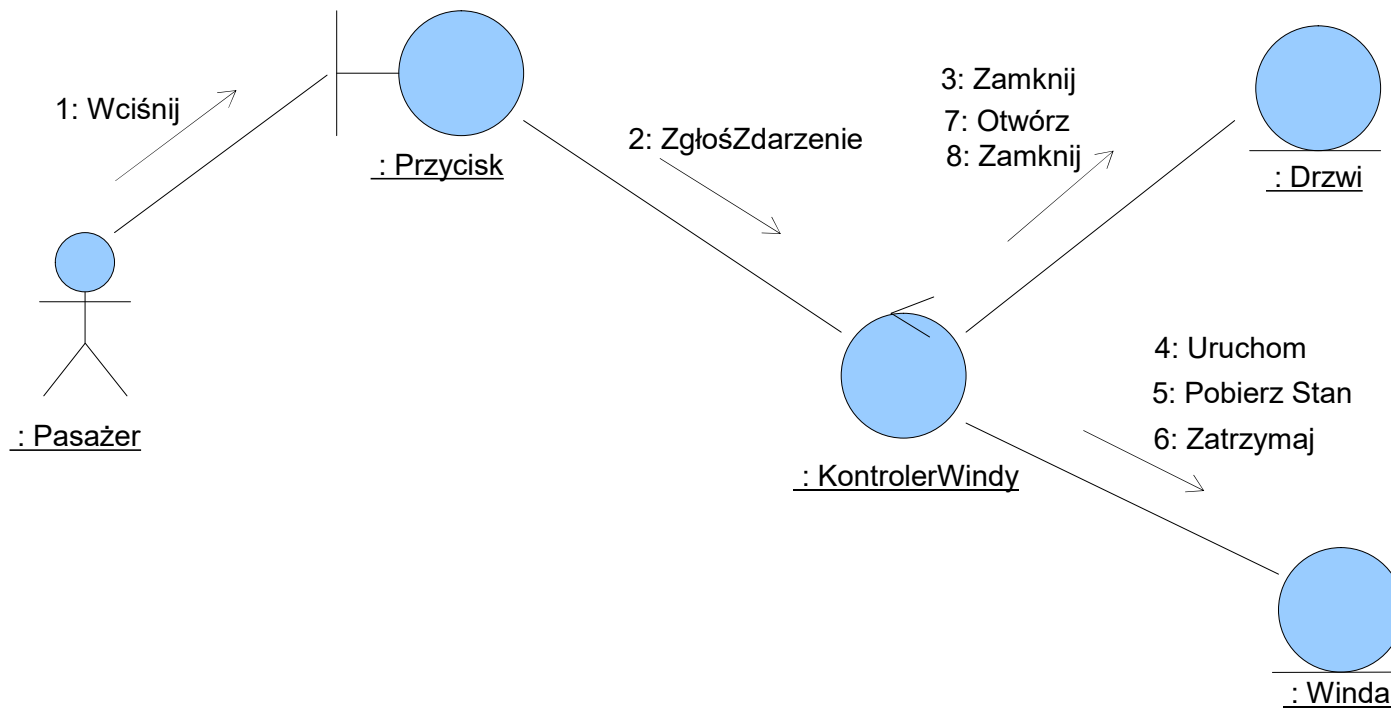 1: Wciśnij
: Przycisk
2: ZgłośZdarzenie
3: Zamknij
7: Otwórz
8: Zamknij
: Drzwi
: Pasażer
: KontrolerWindy
4: Uruchom
5: Pobierz Stan
6: Zatrzymaj
: Winda